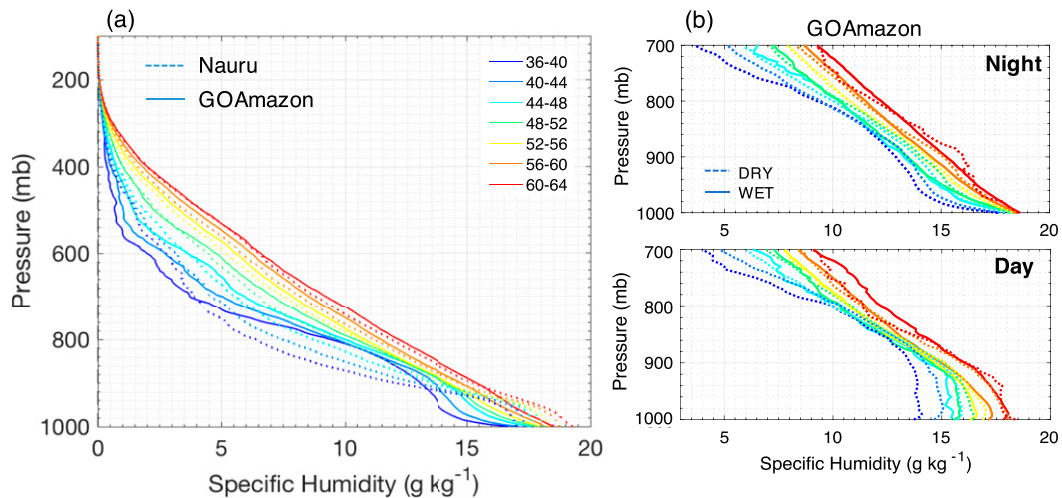 (a)
Nauru
GOAmazon
36-40
40-44
44-48
48-52
52-56
56-60
60-64
200
400
600
800
1000
Pressure (mb)
0 5 10 15 20
Specific Humidity (g kg-1)
(b)
GOAmazon
Night
700
800
900
1000
Pressure (mb)
DRY
WET
5 10 15 20
Day
700
800
900
1000
Pressure (mb)
5 10 15 20
Specific Humidity (g kg-1)